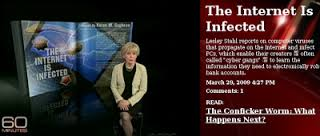 The Internet Is
Infected
Lesley Stahl reports on computer viruses
that propagate on the Internet and infect
PCs, which enable their creators often
called "cyber gangs" to learn the
information they need to electronically rob
bank accounts.
March 29, 2009 4:27 PM
Comments: 1
READ:
The Conficker Worm: What
Happens Next?
THE
INTERNET IS
INFECTED
60
MINUTES